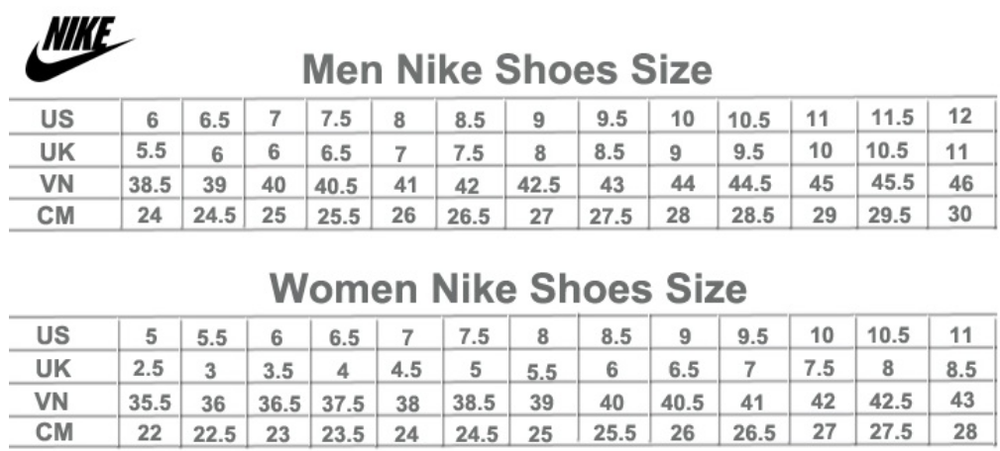 NIKE
Men Nike Shoes Size
US 6 6.5 7 7.5 8 8.5 9 9.5 10 10.5 11 11.5 12
UK 5.5 6 6 6.5 7 7.5 8 8.5 9 9.5 10 10.5 11
VN 38.5 39 40 40.5 41 42 42.5 43 44 44.5 45 45.5 46
CM 24 24.5 25 25.5 26 26.5 27 27.5 28 28.5 29 29.5 30
Women Nike Shoes Size
US 5 5.5 6 6.5 7 7.5 8 8.5 9 9.5 10 10.5 11
UK 2.5 3 3.5 4 4.5 5 5.5 6 6.5 7 7.5 8 8.5
VN 35.5 36 36.5 37.5 38 38.5 39 40 40.5 41 42 42.5 43
CM 22 22.5 23 23.5 24 24.5 25 25.5 26 26.5 27 27.5 28